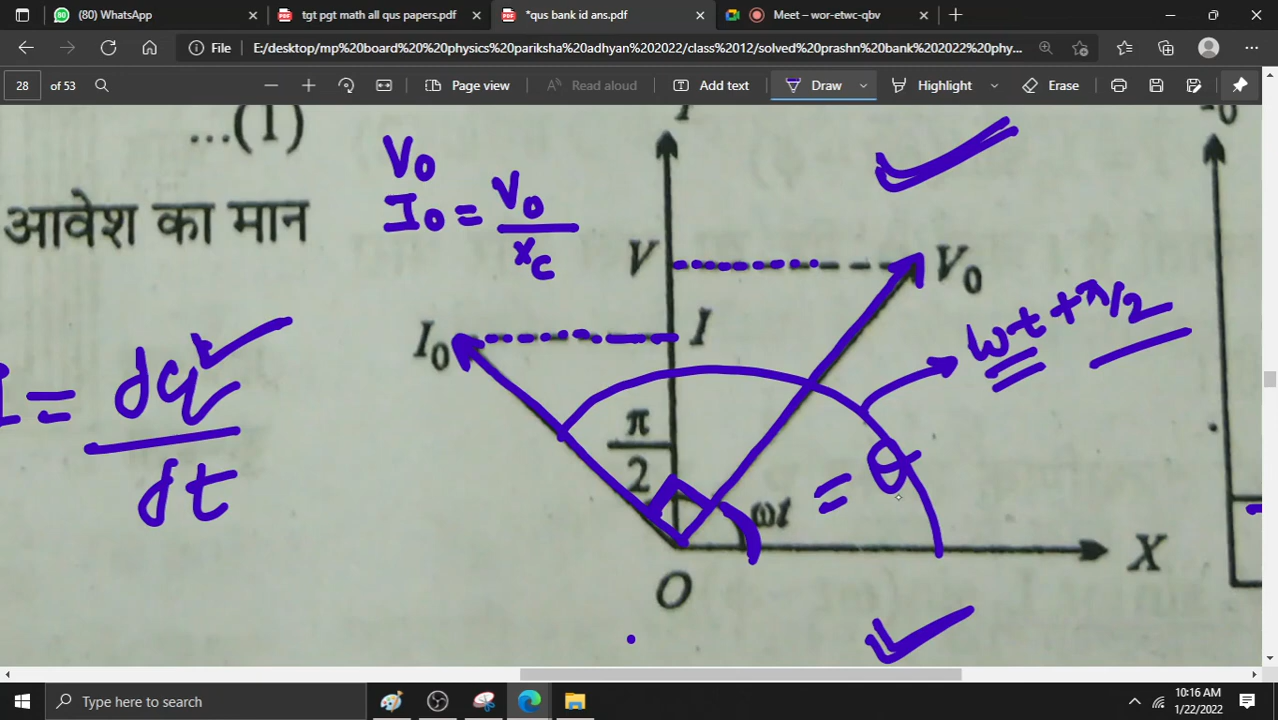 (80) WhatsApp
tgt pgt math all qus papers.pdf
*qus bank id ans.pdf
Meet – wor-etwc-qbv
File
E:/desktop/mp%20board%20%20physics%20pariksha%20adhyan%202022/class%2012/solved%20prashn%20bank%202022%20phy...
28 of 53
Page view
Read aloud
Add text
Draw
Highlight
Erase
...(1)
आवेश का मान
V0
I0 = V0/xc
V
V0
I0
I
ωt + π/2
I = dq/dt
π/2
ωt = θ
X
O
Type here to search
10:16 AM
1/22/2022